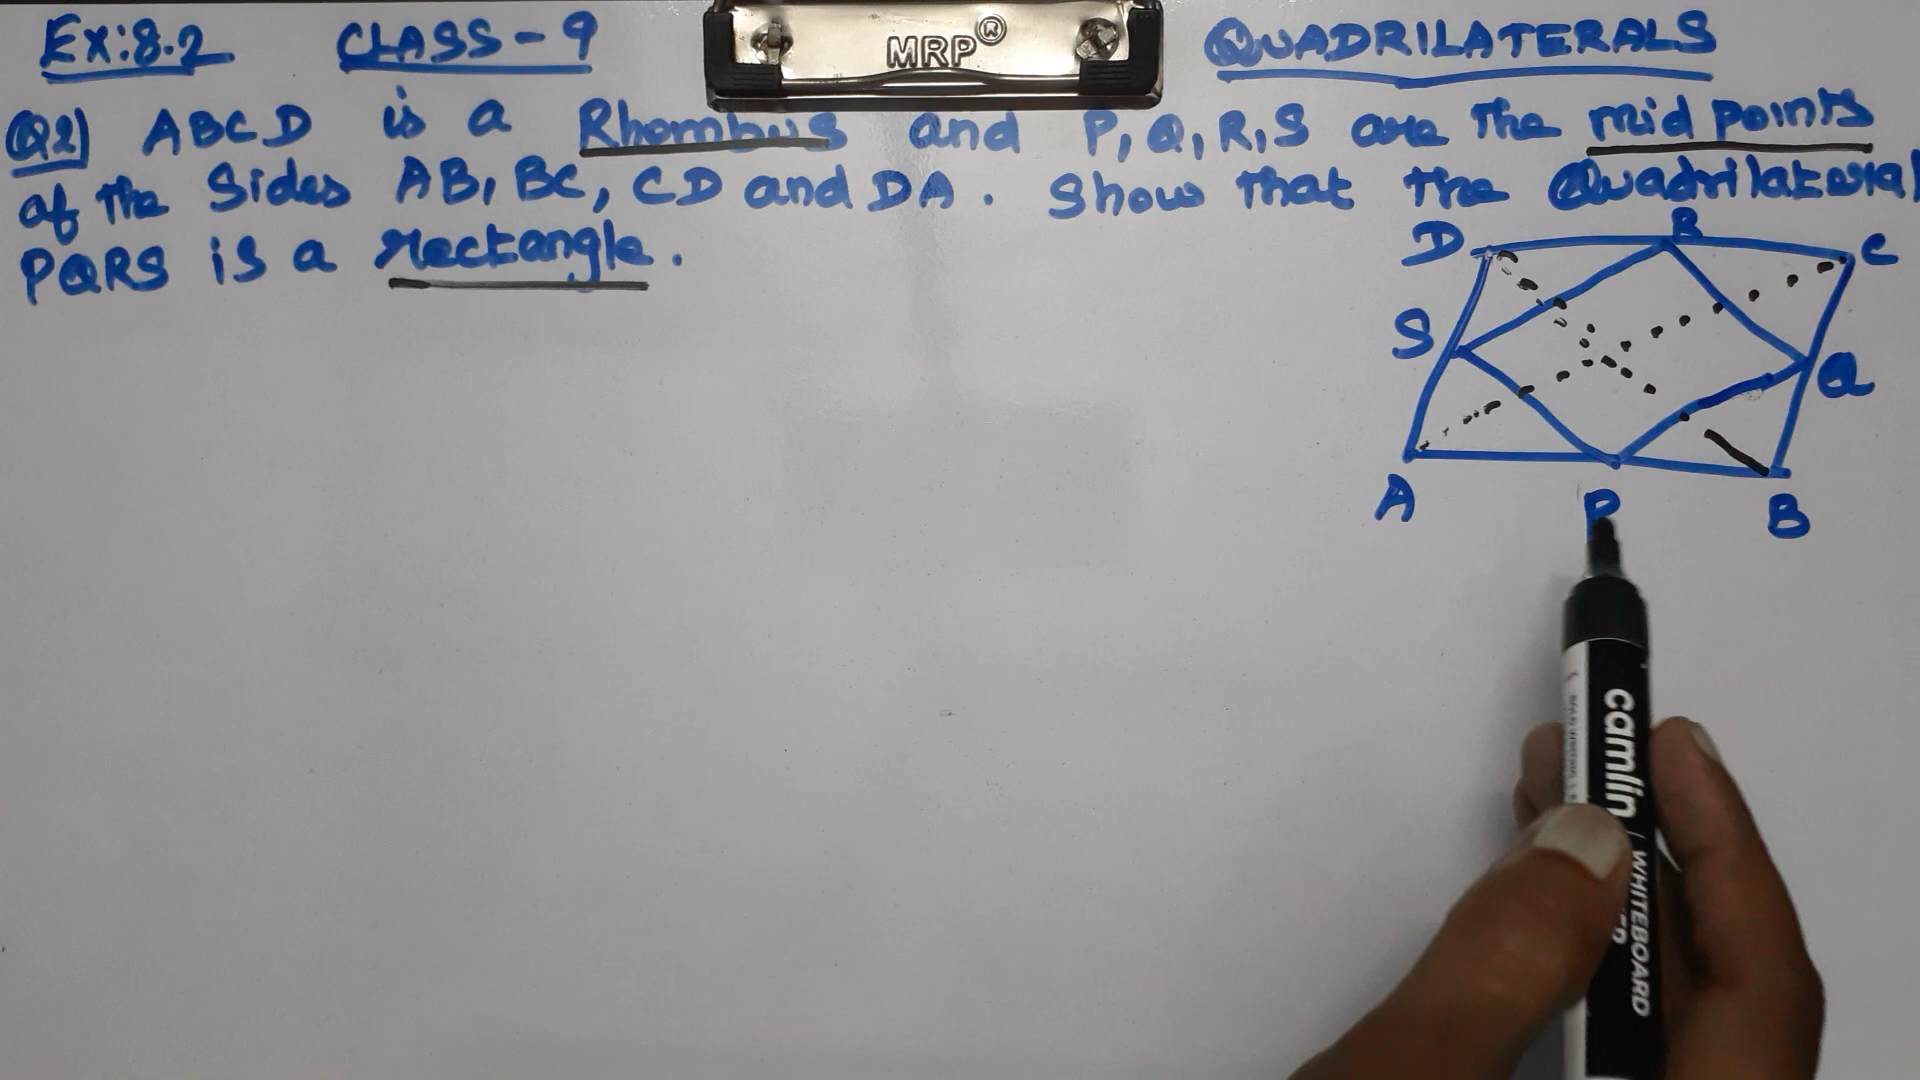 Ex:8.2 CLASS-9 MRP® QUADRILATERALS
Q2) ABCD is a Rhombus and P, Q, R, S are the mid points
of the Sides AB, BC, CD and DA. Show that the Quadrilateral
PQRS is a rectangle.
D R C
S Q
A P B
camlin WHITEBOARD